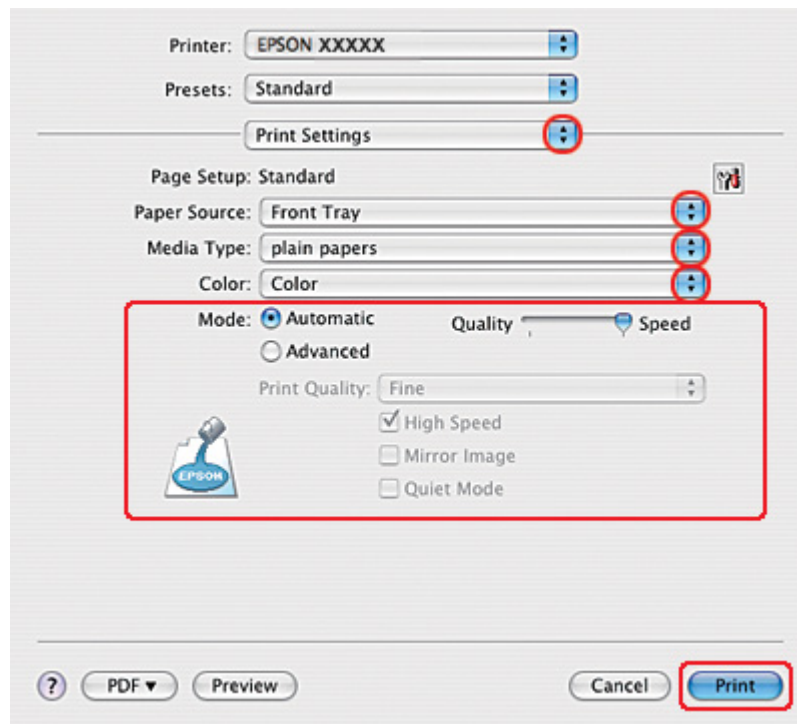 Printer: EPSON XXXXX
Presets: Standard
Print Settings
Page Setup: Standard
Paper Source: Front Tray
Media Type: plain papers
Color: Color
Mode: Automatic Quality Speed
Advanced
Print Quality: Fine
High Speed
EPSON Mirror Image
Quiet Mode
? PDF Preview Cancel Print